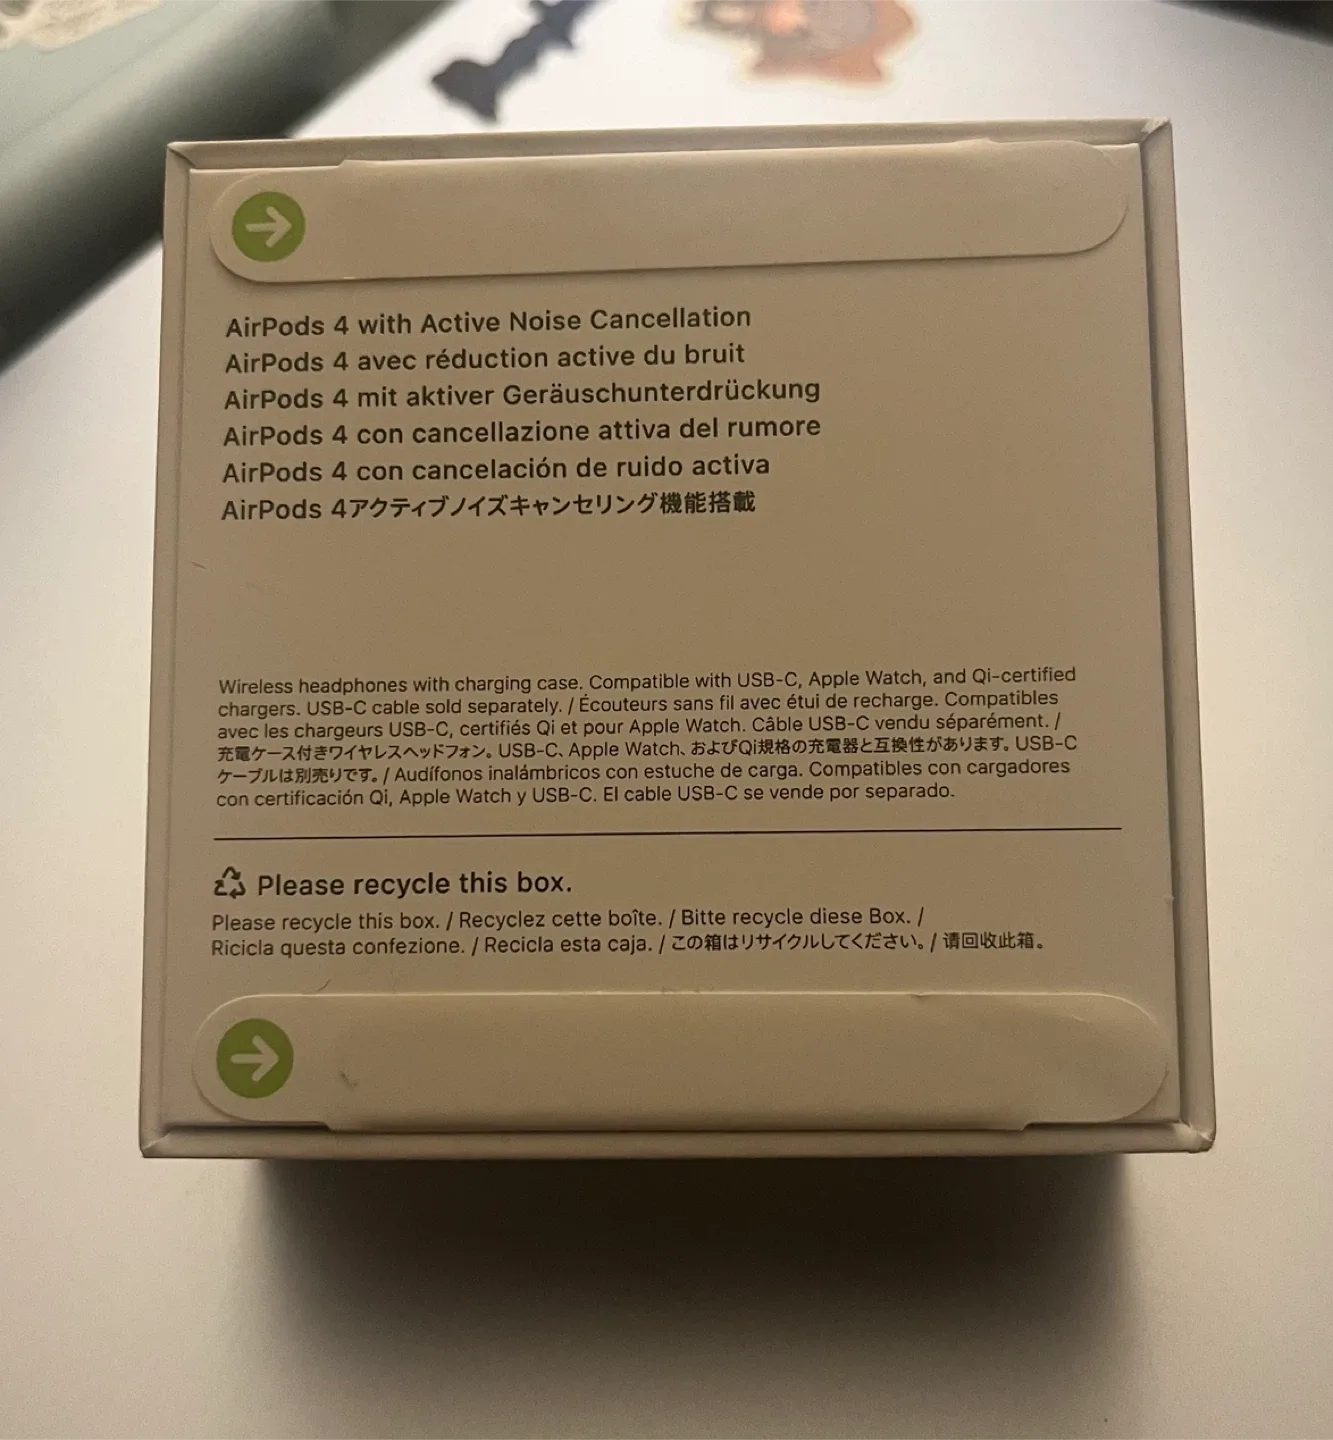 AirPods 4 with Active Noise Cancellation
AirPods 4 avec réduction active du bruit
AirPods 4 mit aktiver Geräuschunterdrückung
AirPods 4 con cancellazione attiva del rumore
AirPods 4 con cancelación de ruido activa
AirPods 4アクティブノイズキャンセリング機能搭載
Wireless headphones with charging case. Compatible with USB-C, Apple Watch, and Qi-certified
chargers. USB-C cable sold separately. / Écouteurs sans fil avec étui de recharge. Compatibles
avec les chargeurs USB-C, certifiés Qi et pour Apple Watch. Câble USB-C vendu séparément. /
充電ケース付きワイヤレスヘッドフォン。USB-C、Apple Watch、およびQi規格の充電器と互換性があります。USB-C
ケーブルは別売りです。/ Audífonos inalámbricos con estuche de carga. Compatibles con cargadores
con certificación Qi, Apple Watch y USB-C. El cable USB-C se vende por separado.
Please recycle this box.
Please recycle this box. / Recyclez cette boîte. / Bitte recycle diese Box. /
Ricicla questa confezione. / Recicla esta caja. / この箱はリサイクルしてください。/ 请回收此箱。